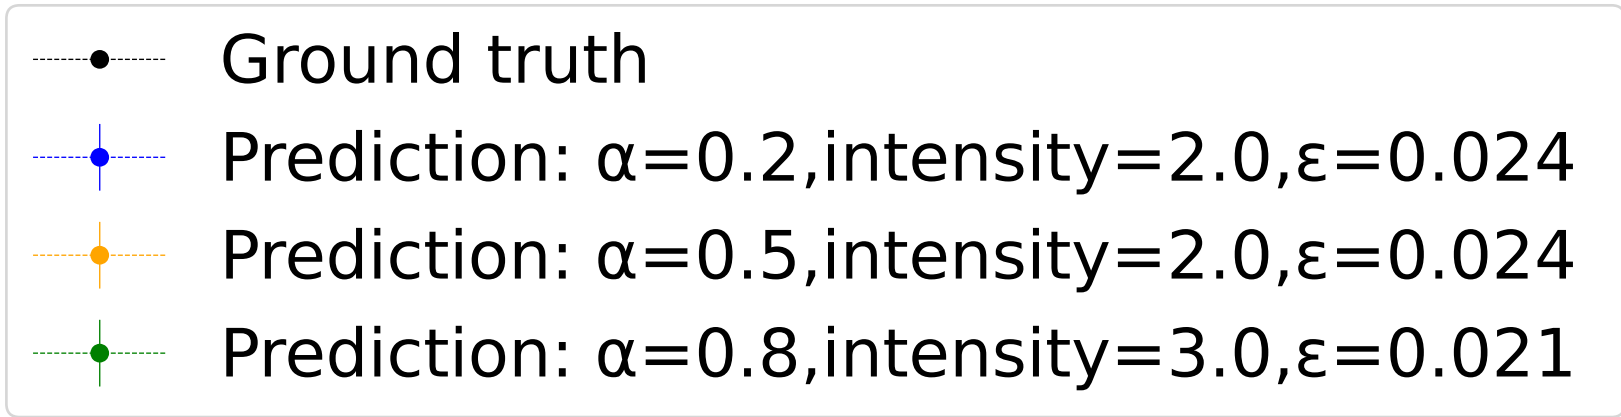 Ground truth
Prediction: α=0.2,intensity=2.0,ε=0.024
Prediction: α=0.5,intensity=2.0,ε=0.024
Prediction: α=0.8,intensity=3.0,ε=0.021